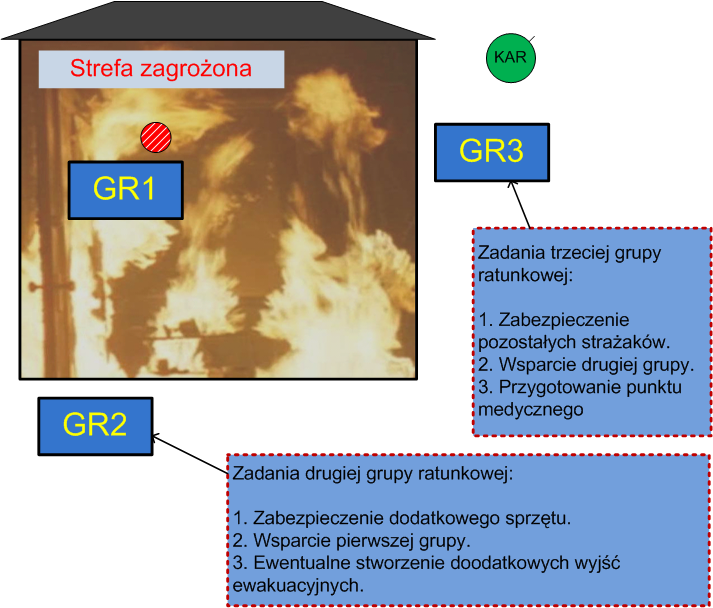 Strefa zagrożona
KAR
GR1
GR3
Zadania trzeciej grupy
ratunkowej:
1. Zabezpieczenie
pozostałych strażaków.
2. Wsparcie drugiej grupy.
3. Przygotowanie punktu
medycznego
GR2
Zadania drugiej grupy ratunkowej:
1. Zabezpieczenie dodatkowego sprzętu.
2. Wsparcie pierwszej grupy.
3. Ewentualne stworzenie doodatkowych wyjść
ewakuacyjnych.